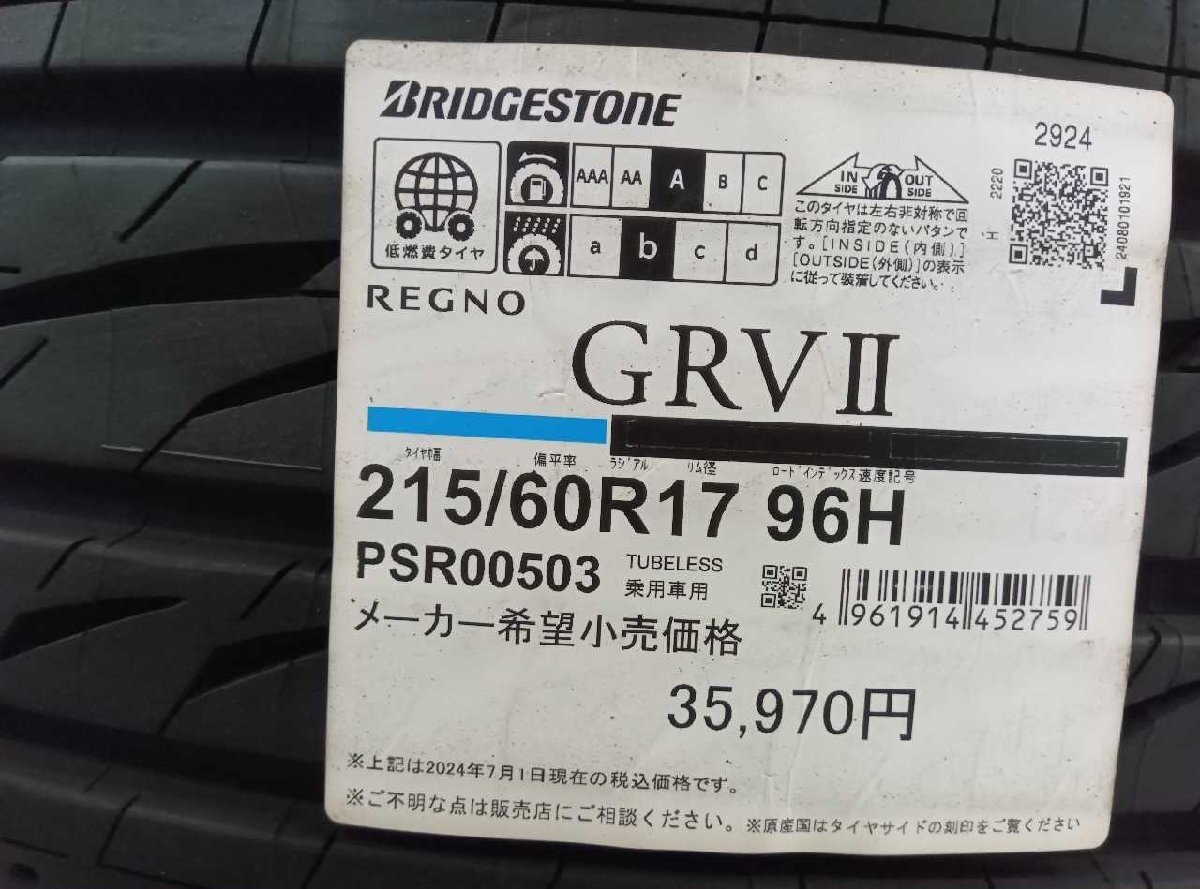 BRIDGESTONE
2924
低燃費タイヤ
AAA AA A B C
a b c d
IN SIDE OUT SIDE
このタイヤは左右非対称で回
転方向指定のないパタンで
す。[INSIDE(内側)]
[OUTSIDE(外側)]の表示
に従って装着してください。
2220
H
24080101921
L
REGNO
GRVⅡ
タイヤ幅 偏平率 ラジアル リム径 ロードインデックス 速度記号
215/60R17 96H
PSR00503
TUBELESS
乗用車用
4 961914 452759
メーカー希望小売価格
35,970円
※上記は2024年7月1日現在の税込価格です。
※ご不明な点は販売店にご相談ください。※原産国はタイヤサイドの刻印をご覧ください